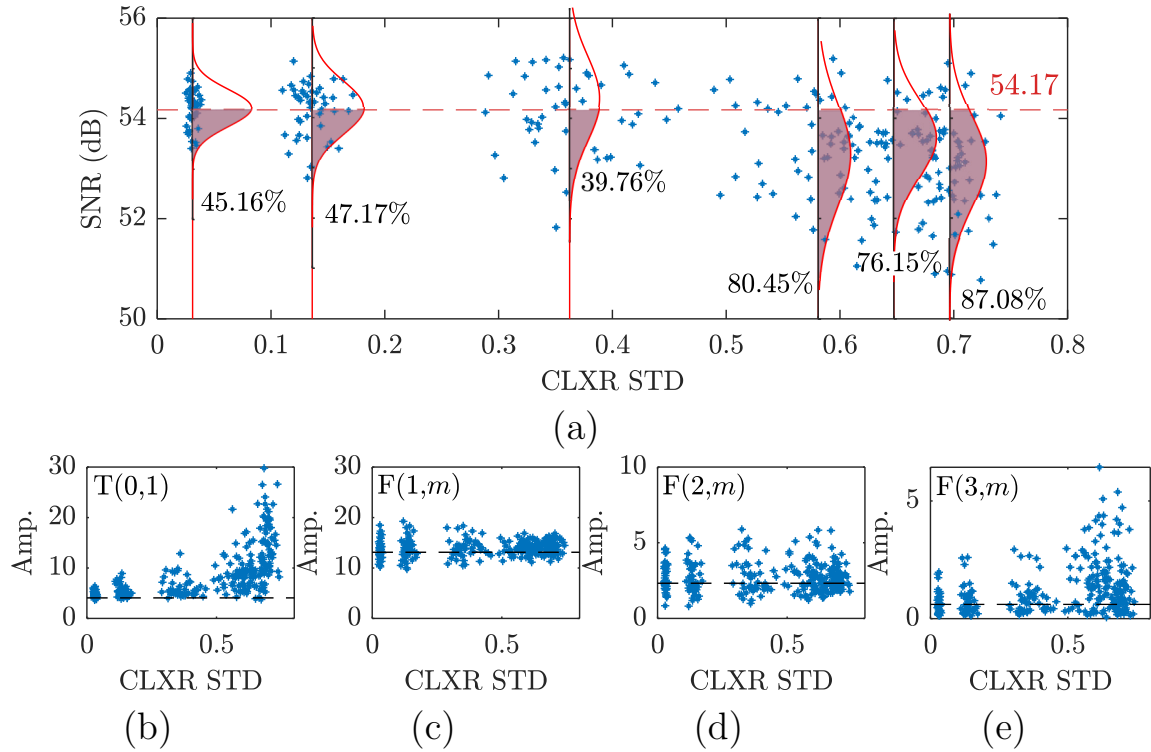 56
54
52
50
SNR (dB)
54.17
45.16%
47.17%
39.76%
80.45%
76.15%
87.08%
0 0.1 0.2 0.3 0.4 0.5 0.6 0.7 0.8
CLXR STD
(a)
30
20
10
0
Amp.
T(0,1)
0 0.5
CLXR STD
(b)
30
20
10
0
Amp.
F(1,m)
0 0.5
CLXR STD
(c)
10
5
0
Amp.
F(2,m)
0 0.5
CLXR STD
(d)
5
0
Amp.
F(3,m)
0 0.5
CLXR STD
(e)